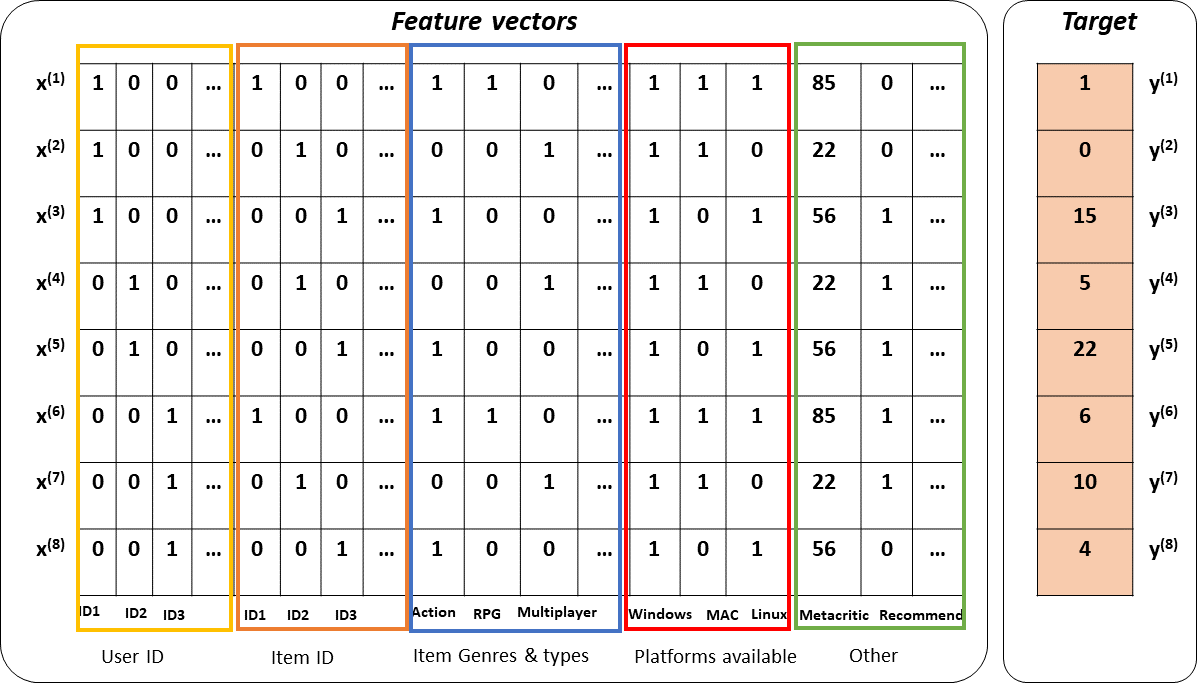 Feature vectors Target
x(1) 1 0 0 ... 1 0 0 ... 1 1 0 ... 1 1 1 85 0 ... 1 y(1)
x(2) 1 0 0 ... 0 1 0 ... 0 0 1 ... 1 1 0 22 0 ... 0 y(2)
x(3) 1 0 0 ... 0 0 1 ... 1 0 0 ... 1 0 1 56 1 ... 15 y(3)
x(4) 0 1 0 ... 0 1 0 ... 0 0 1 ... 1 1 0 22 1 ... 5 y(4)
x(5) 0 1 0 ... 0 0 1 ... 1 0 0 ... 1 0 1 56 1 ... 22 y(5)
x(6) 0 0 1 ... 1 0 0 ... 1 1 0 ... 1 1 1 85 1 ... 6 y(6)
x(7) 0 0 1 ... 0 1 0 ... 0 0 1 ... 1 1 0 22 1 ... 10 y(7)
x(8) 0 0 1 ... 0 0 1 ... 1 0 0 ... 1 0 1 56 0 ... 4 y(8)
ID1 ID2 ID3 ID1 ID2 ID3 Action RPG Multiplayer Windows MAC Linux Metacritic Recommend
User ID Item ID Item Genres & types Platforms available Other